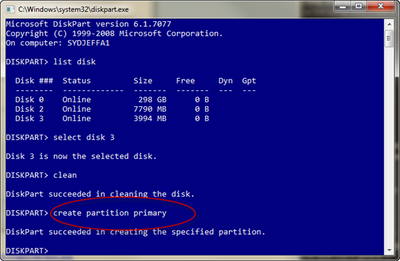 C:\Windows\system32\diskpart.exe
Microsoft DiskPart version 6.1.7077
Copyright (C) 1999-2008 Microsoft Corporation.
On computer: SYDJEFFA1
DISKPART> list disk
Disk ### Status Size Free Dyn Gpt
-------- ------------- ------- ------- --- ---
Disk 0 Online 298 GB 0 B
Disk 2 Online 7790 MB 0 B
Disk 3 Online 3994 MB 0 B
DISKPART> select disk 3
Disk 3 is now the selected disk.
DISKPART> clean
DiskPart succeeded in cleaning the disk.
DISKPART> create partition primary
DiskPart succeeded in creating the specified partition.
DISKPART>